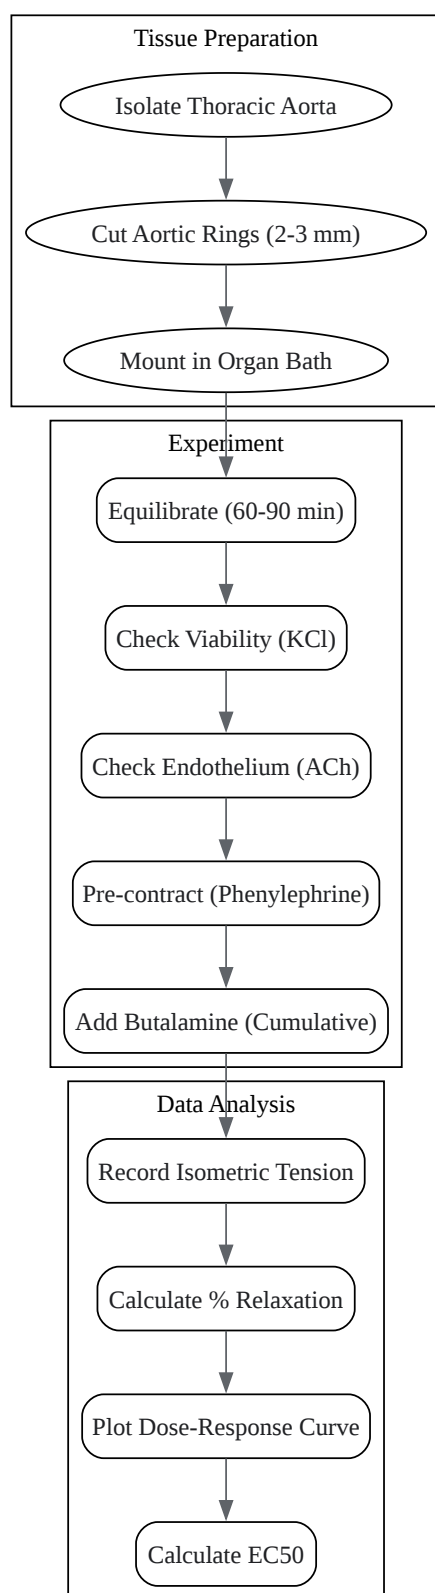 Tissue Preparation
Isolate Thoracic Aorta
Cut Aortic Rings (2-3 mm)
Mount in Organ Bath
Experiment
Equilibrate (60-90 min)
Check Viability (KCl)
Check Endothelium (ACh)
Pre-contract (Phenylephrine)
Add Butalamine (Cumulative)
Data Analysis
Record Isometric Tension
Calculate % Relaxation
Plot Dose-Response Curve
Calculate EC50